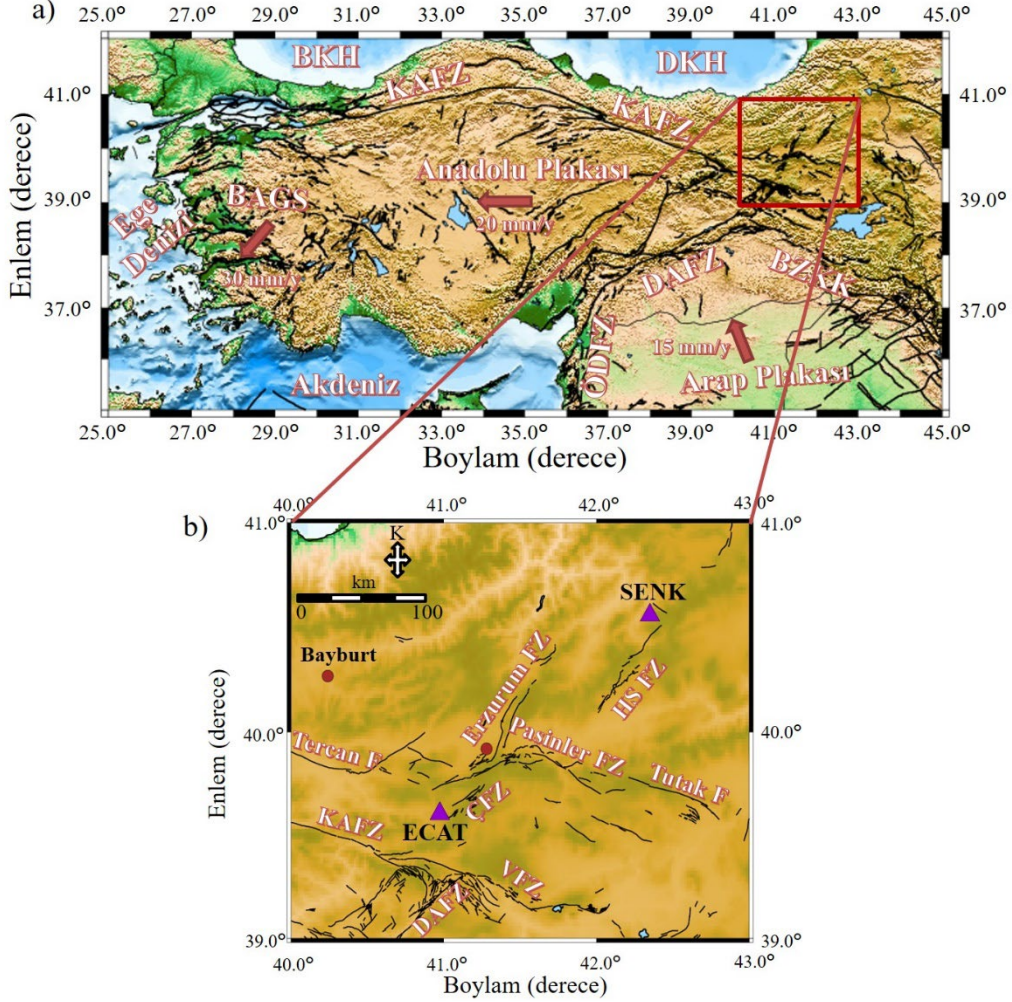 a)
25.0° 27.0° 29.0° 31.0° 33.0° 35.0° 37.0° 39.0° 41.0° 43.0° 45.0°
BKH
DKH
KAFZ
KAFZ
41.0°
41.0°
Anadolu Plakası
20 mm/y
39.0°
39.0°
BAGS
30 mm/y
Ege
Denizi
Enlem (derece)
DAFZ
BZKK
37.0°
37.0°
ÖDFZ
15 mm/y
Arap Plakası
Akdeniz
25.0° 27.0° 29.0° 31.0° 33.0° 35.0° 37.0° 39.0° 41.0° 43.0° 45.0°
Boylam (derece)
b)
40.0° 41.0° 42.0° 43.0°
41.0°
41.0°
K
km
0 100
SENK
Bayburt
Erzurum FZ
HS FZ
40.0°
40.0°
Tercan F
Pasinler FZ
Tutak F
Enlem (derece)
ÇFZ
ECAT
KAFZ
VFZ
DAFZ
39.0°
39.0°
40.0° 41.0° 42.0° 43.0°
Boylam (derece)